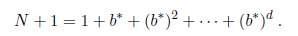 N + 1 = 1 + b* + (b*)² + ⋯ + (b*)ᵈ .